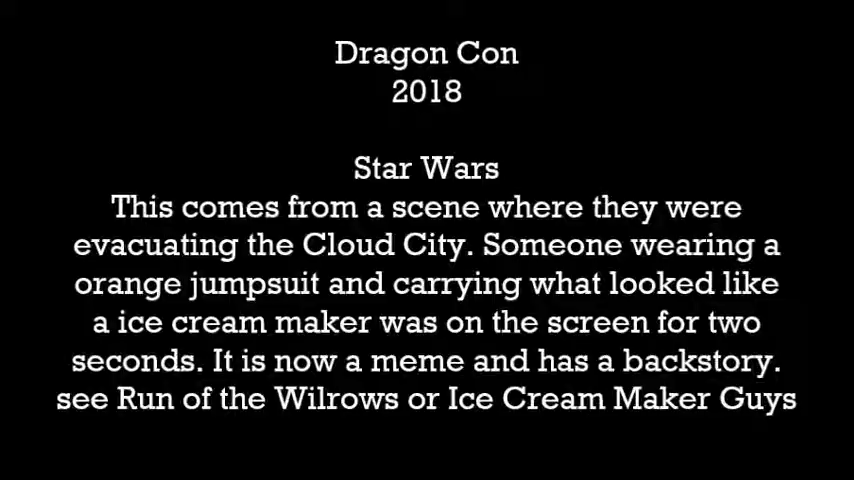 Dragon Con
2018
Star Wars
This comes from a scene where they were
evacuating the Cloud City. Someone wearing a
orange jumpsuit and carrying what looked like
a ice cream maker was on the screen for two
seconds. It is now a meme and has a backstory.
see Run of the Wilrows or Ice Cream Maker Guys